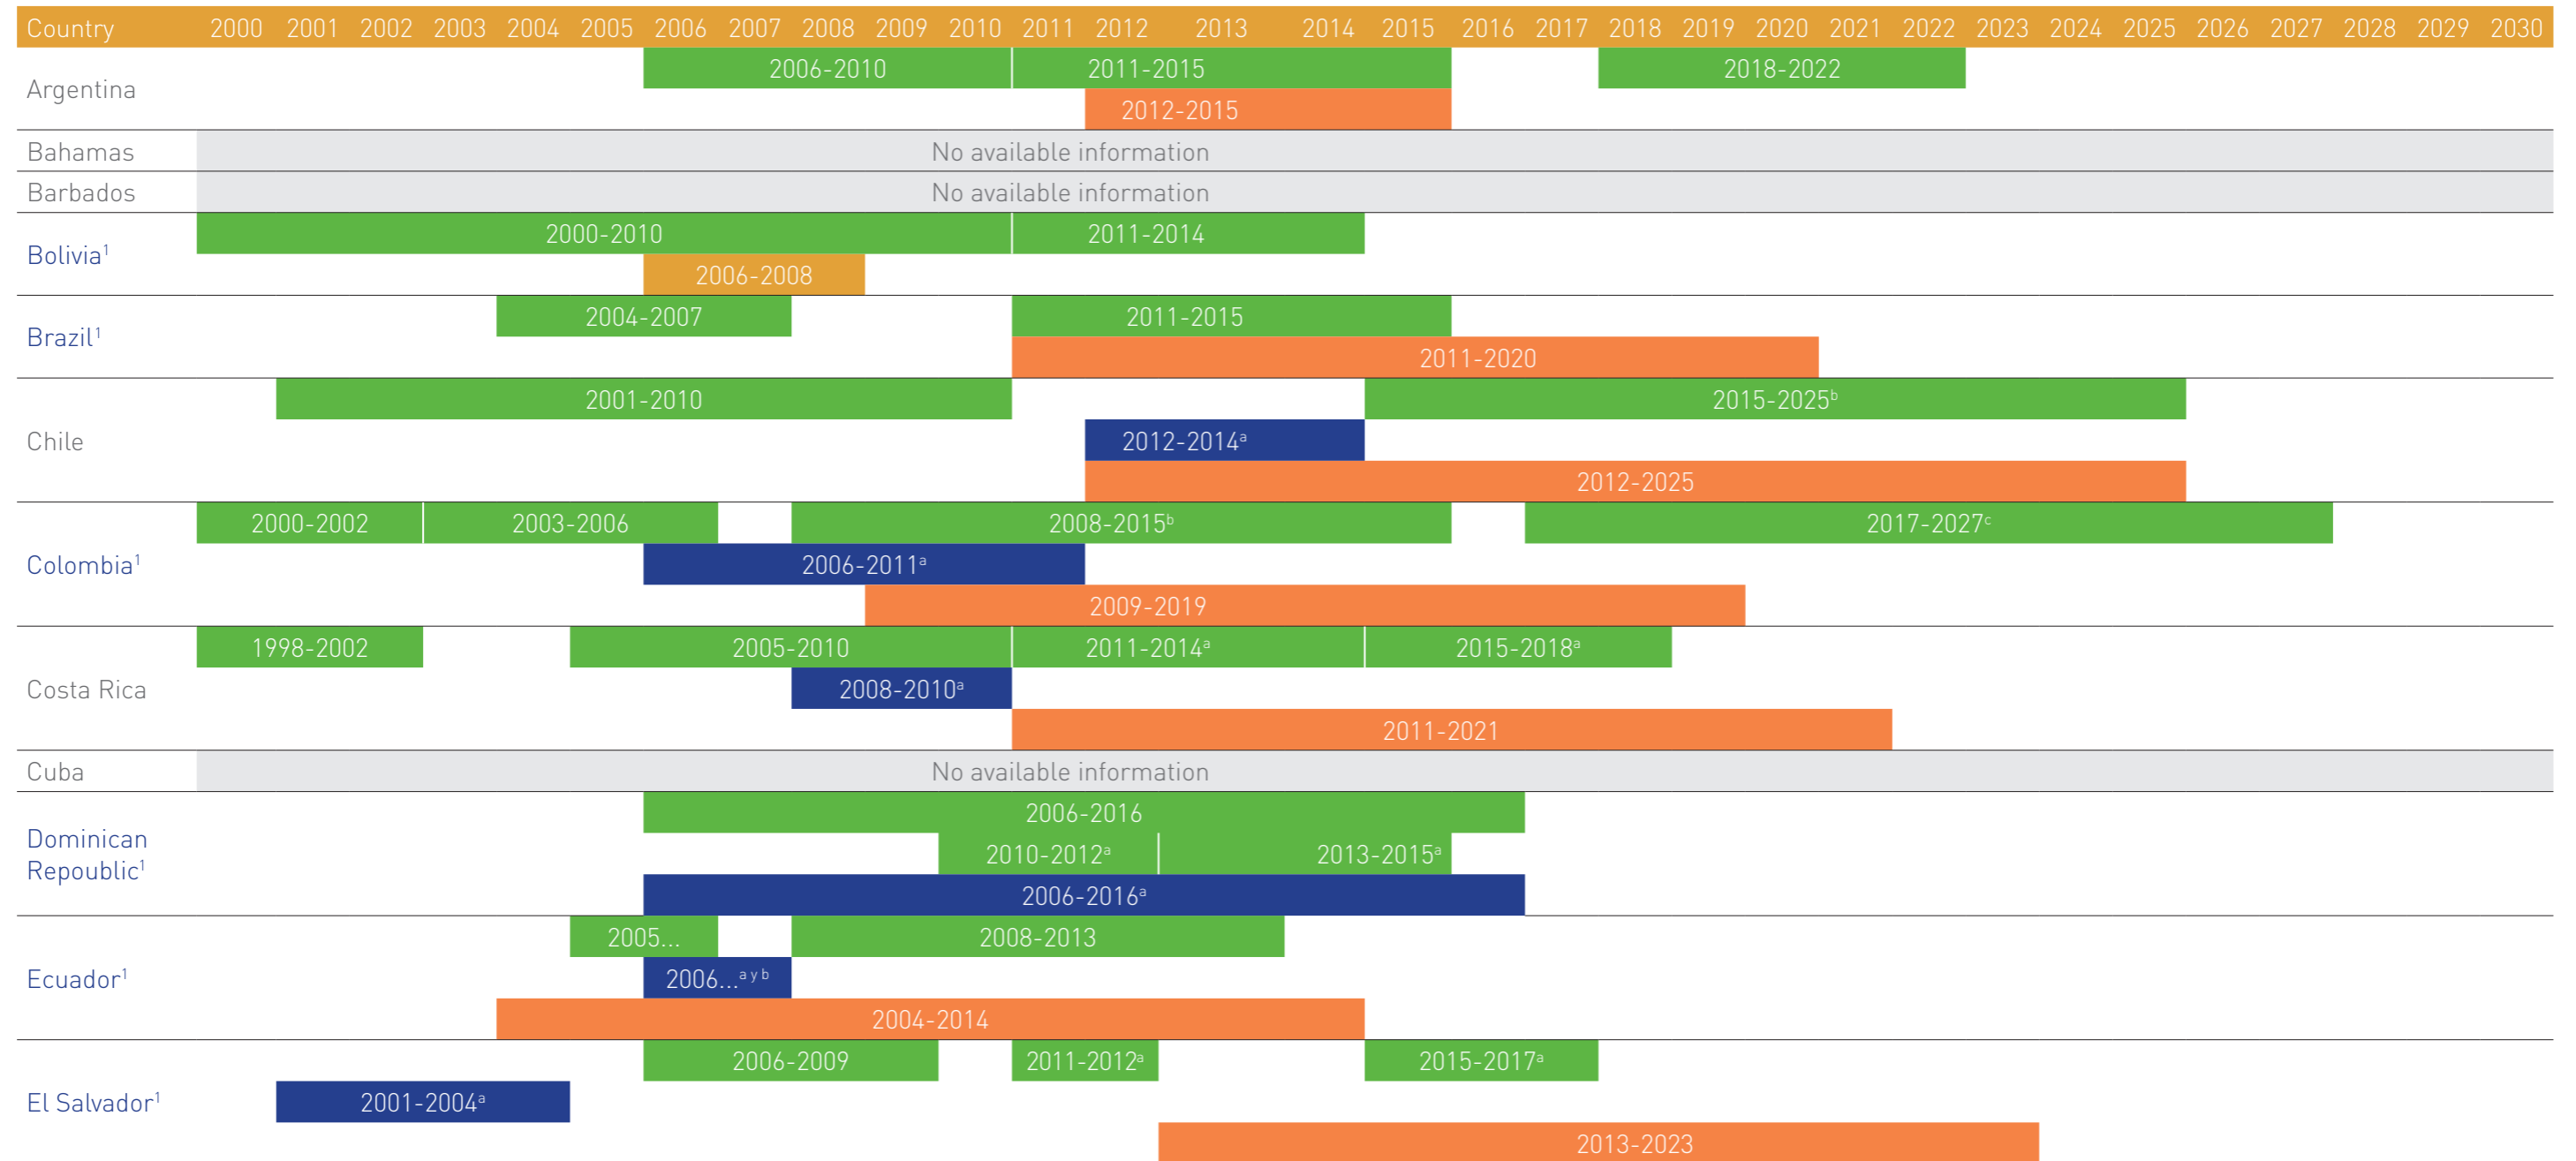 Country 2000 2001 2002 2003 2004 2005 2006 2007 2008 2009 2010 2011 2012 2013 2014 2015 2016 2017 2018 2019 2020 2021 2022 2023 2024 2025 2026 2027 2028 2029 2030
Argentina
2006-2010 2011-2015 2018-2022
2012-2015
Bahamas No available information
Barbados No available information
Bolivia¹
2000-2010 2011-2014
2006-2008
Brazil¹
2004-2007 2011-2015
2011-2020
Chile
2001-2010 2015-2025ᵇ
2012-2014ᵃ
2012-2025
Colombia¹
2000-2002 2003-2006 2008-2015ᵇ 2017-2027ᶜ
2006-2011ᵃ
2009-2019
Costa Rica
1998-2002 2005-2010 2011-2014ᵃ 2015-2018ᵃ
2008-2010ᵃ
2011-2021
Cuba No available information
Dominican
Repoublic¹
2006-2016
2010-2012ᵃ 2013-2015ᵃ
2006-2016ᵃ
Ecuador¹
2005... 2008-2013
2006...ᵃ ʸ ᵇ
2004-2014
El Salvador¹
2006-2009 2011-2012ᵃ 2015-2017ᵃ
2001-2004ᵃ
2013-2023